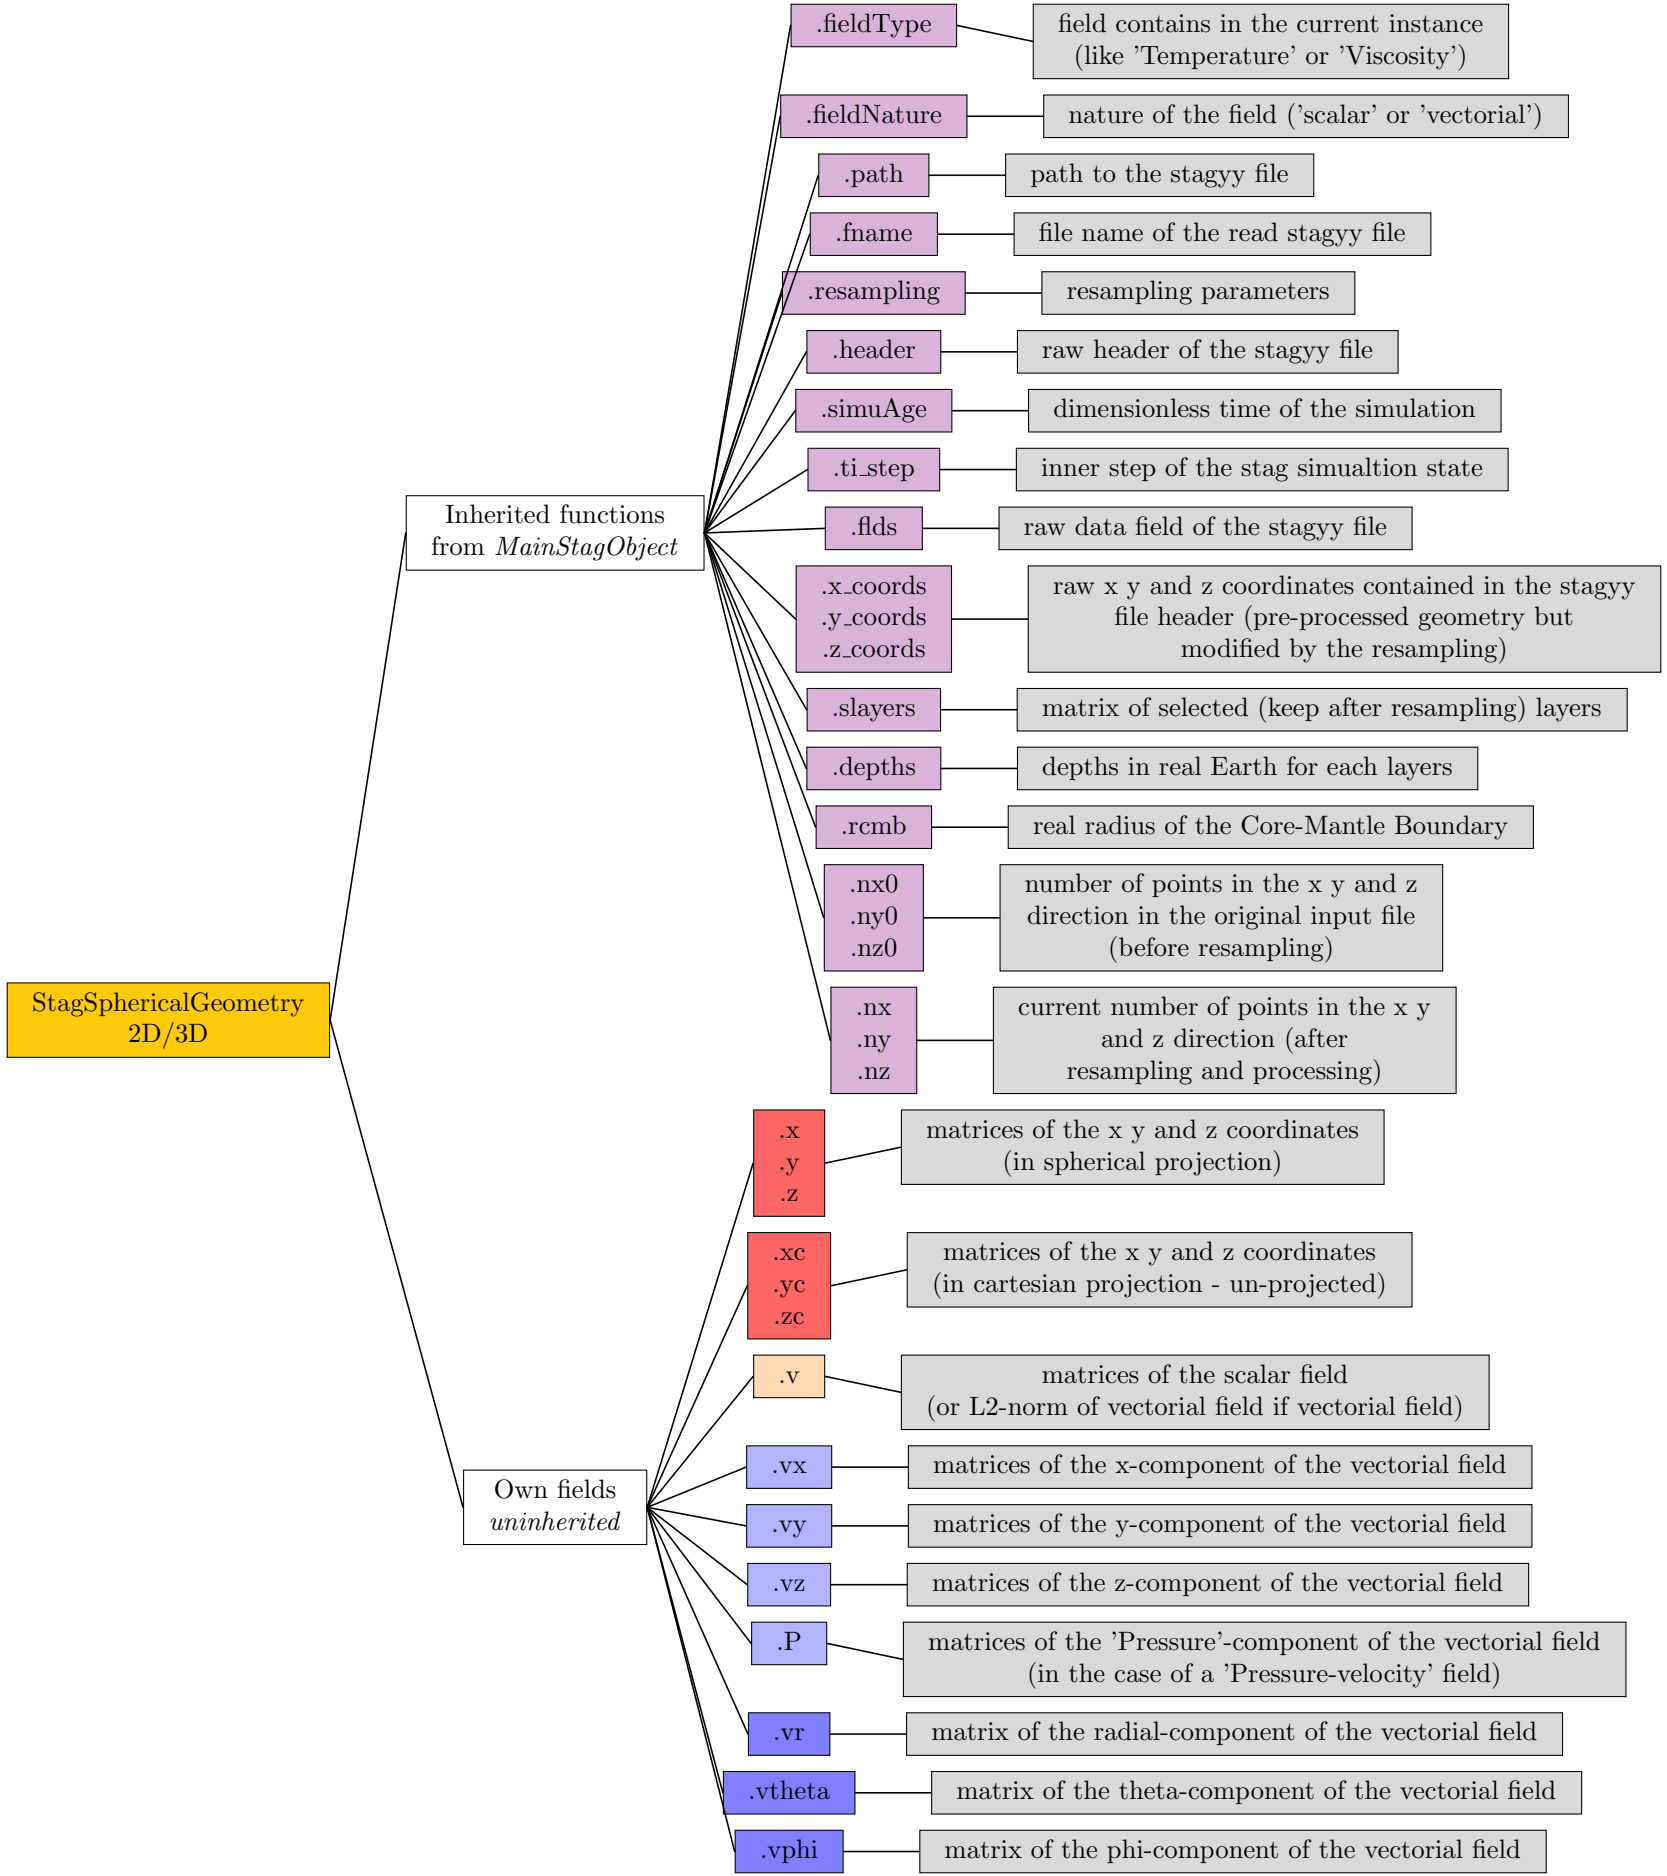 .fieldType
field contains in the current instance
(like ’Temperature’ or ’Viscosity’)
.fieldNature
nature of the field (’scalar’ or ’vectorial’)
.path
path to the stagyy file
.fname
file name of the read stagyy file
.resampling
resampling parameters
.header
raw header of the stagyy file
.simuAge
dimensionless time of the simulation
.ti_step
inner step of the stag simualtion state
Inherited functions
from MainStagObject
.flds
raw data field of the stagyy file
.x_coords
.y_coords
.z_coords
raw x y and z coordinates contained in the stagyy
file header (pre-processed geometry but
modified by the resampling)
.slayers
matrix of selected (keep after resampling) layers
.depths
depths in real Earth for each layers
.rcmb
real radius of the Core-Mantle Boundary
.nx0
.ny0
.nz0
number of points in the x y and z
direction in the original input file
(before resampling)
StagSphericalGeometry
2D/3D
.nx
.ny
.nz
current number of points in the x y
and z direction (after
resampling and processing)
.x
.y
.z
matrices of the x y and z coordinates
(in spherical projection)
.xc
.yc
.zc
matrices of the x y and z coordinates
(in cartesian projection - un-projected)
.v
matrices of the scalar field
(or L2-norm of vectorial field if vectorial field)
.vx
matrices of the x-component of the vectorial field
Own fields
uninherited
.vy
matrices of the y-component of the vectorial field
.vz
matrices of the z-component of the vectorial field
.P
matrices of the ’Pressure’-component of the vectorial field
(in the case of a ’Pressure-velocity’ field)
.vr
matrix of the radial-component of the vectorial field
.vtheta
matrix of the theta-component of the vectorial field
.vphi
matrix of the phi-component of the vectorial field